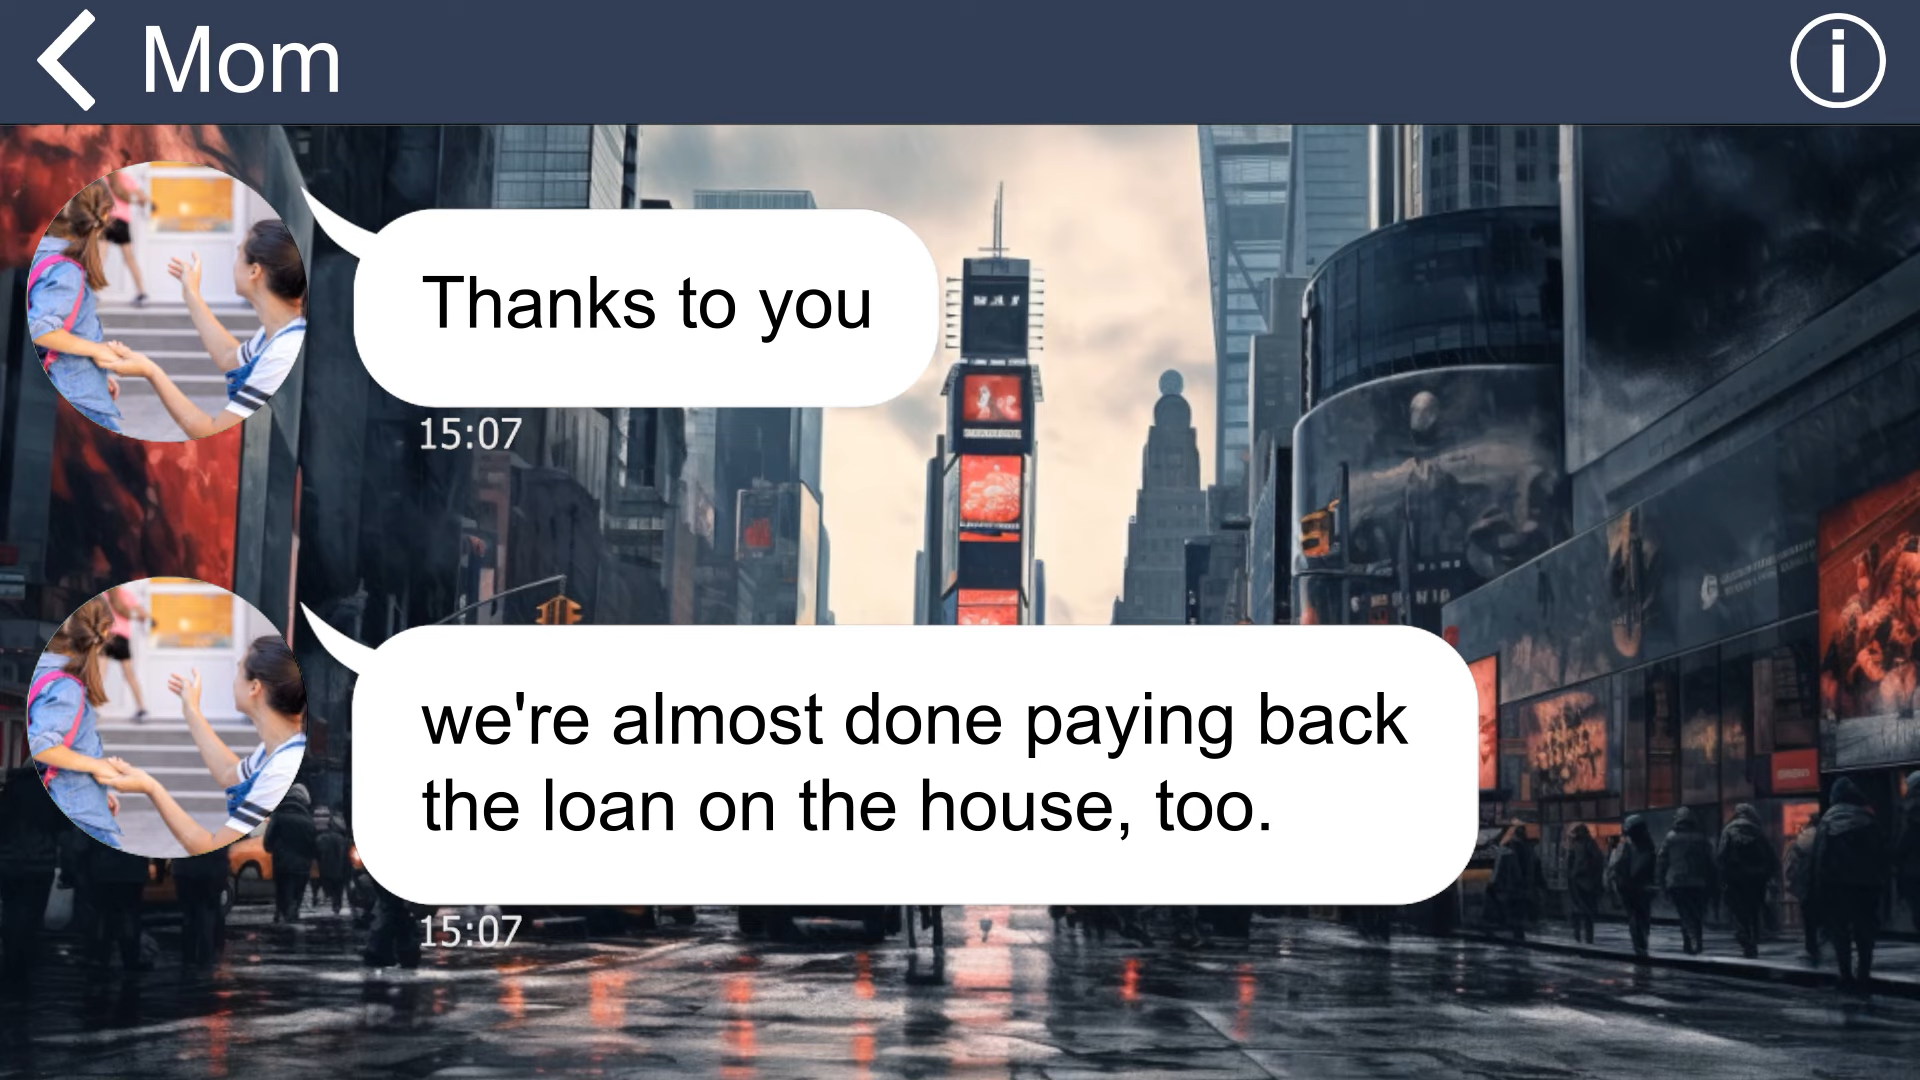 Mom
Thanks to you
15:07
we're almost done paying back
the loan on the house, too.
15:07